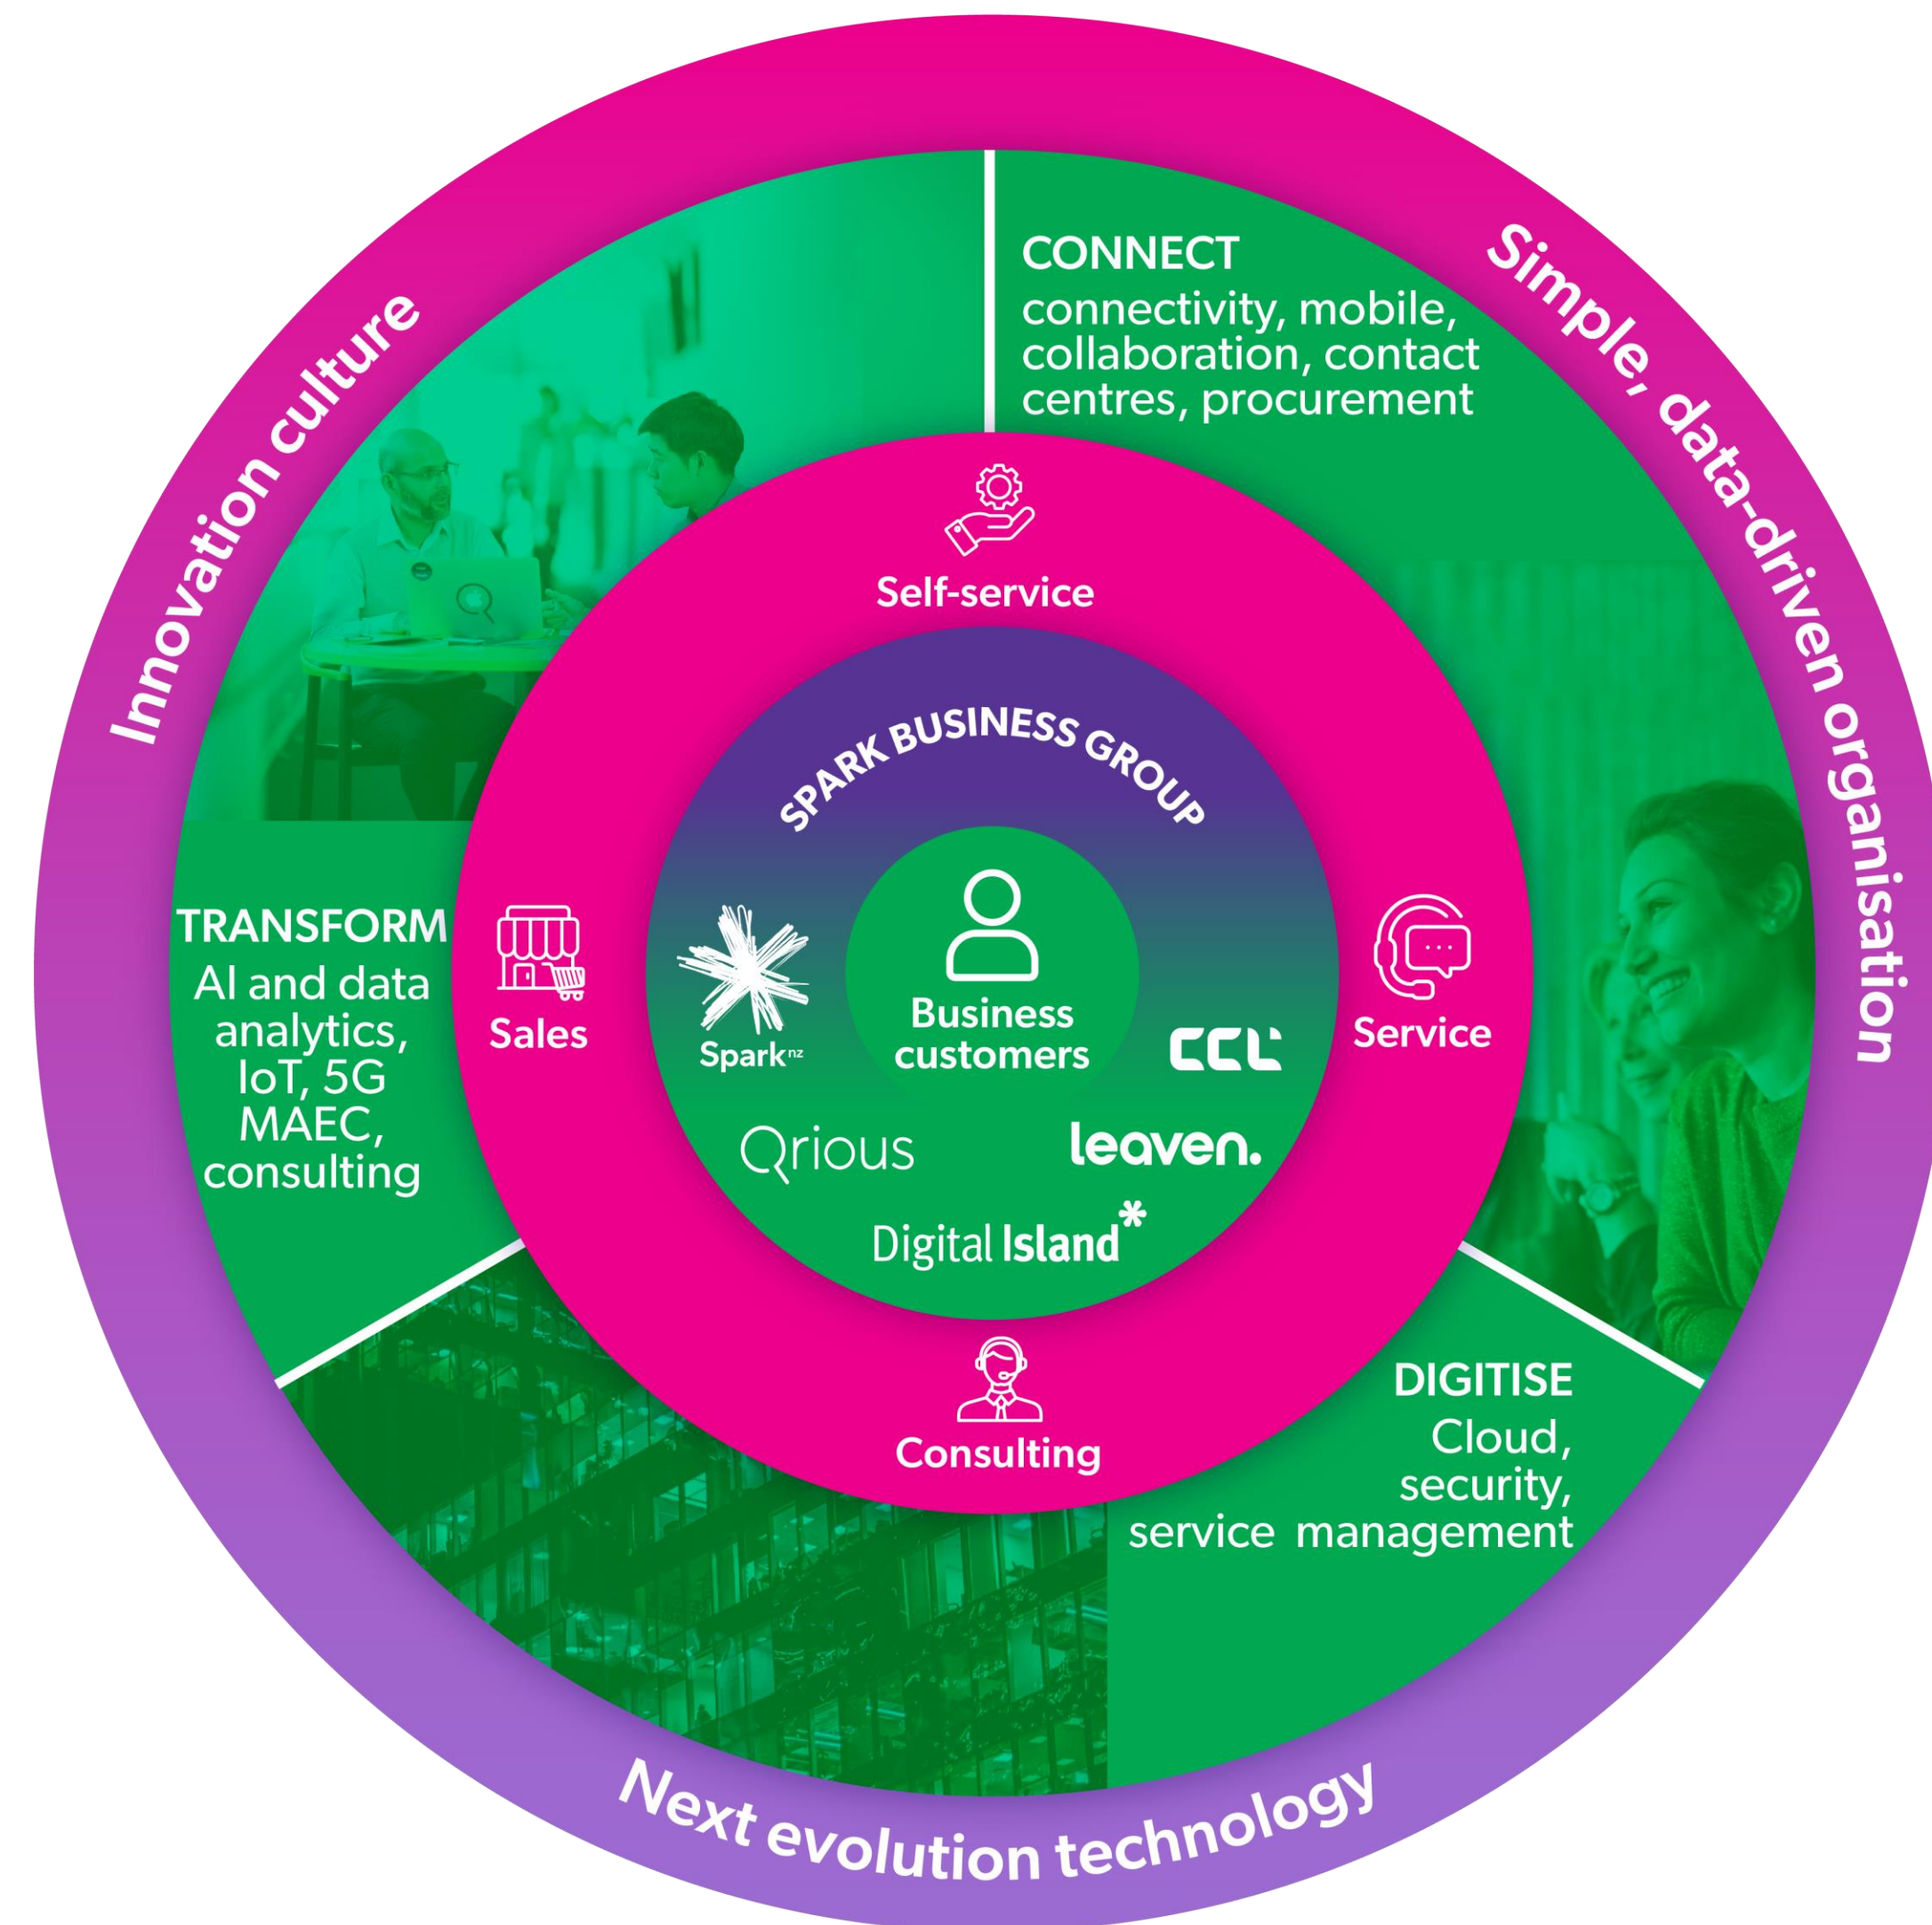 Innovation culture
Simple, data-driven organisation
Next evolution technology
CONNECT
connectivity, mobile,
collaboration, contact
centres, procurement
TRANSFORM
AI and data
analytics,
IoT, 5G
MAEC,
consulting
DIGITISE
Cloud,
security,
service management
Self-service
Sales
Service
Consulting
SPARK BUSINESS GROUP
Business
customers
Spark nz
CCL
Qrious
leaven.
Digital Island*